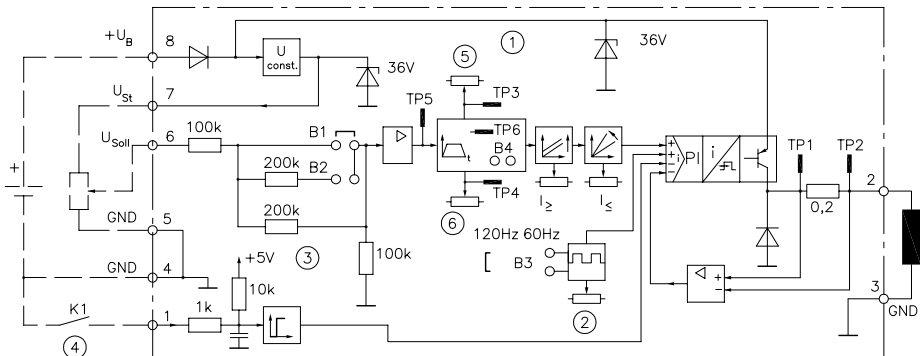 +U_B 8
U const.
36V
1
36V
5
U_St 7
TP5
TP3
U_Soll 6
100k
B1
TP6
B4
t
200k
B2
PI
i
+
+
i
−
−
TP1
TP2
2
0,2
TP4
I≥
I≤
6
GND 5
200k
3
100k
120Hz 60Hz
B3
GND 4
+5V
10k
2
+
−
3
GND
K1
4
1
1k
+